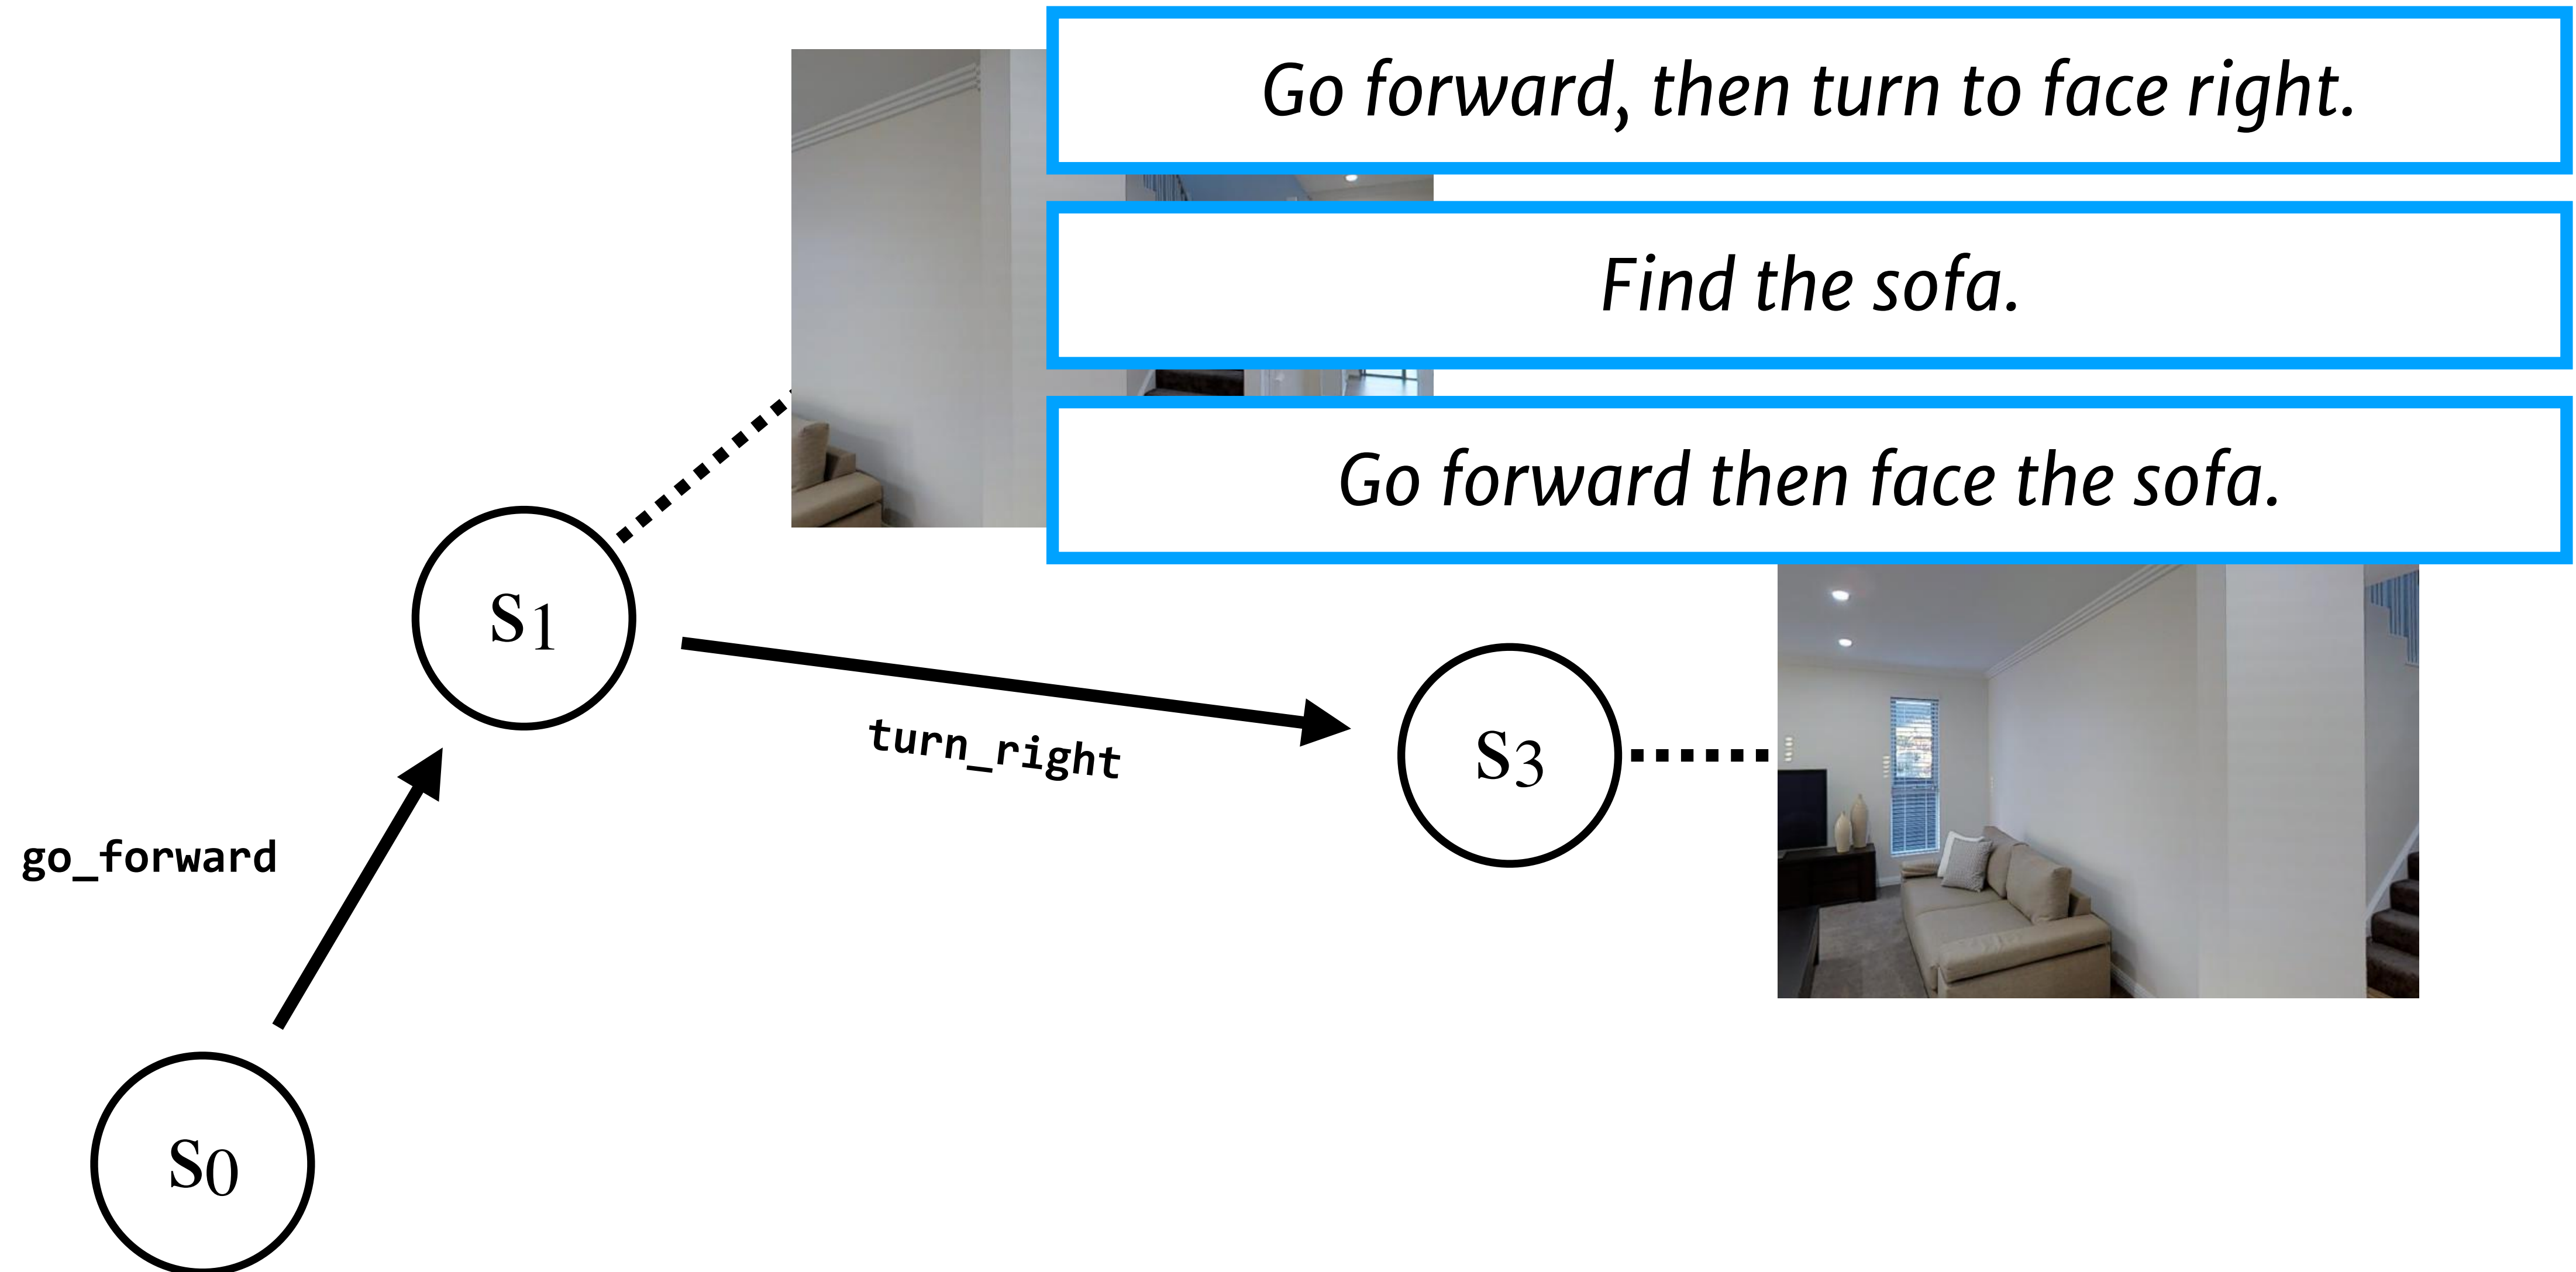 Go forward, then turn to face right.
Find the sofa.
Go forward then face the sofa.
s1
turn_right
s3
go_forward
s0